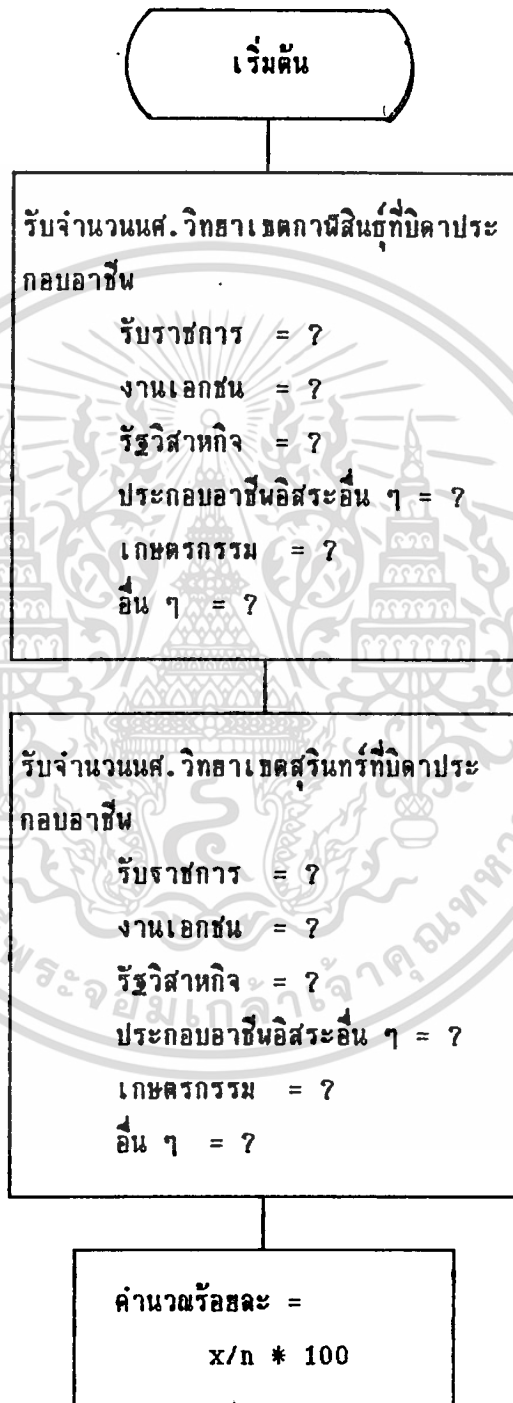 เริ่มต้น
รับจำนวนนศ.วิทยาเขตกาฬสินธุ์ที่บิดาประ
กอบอาชีพ
รับราชการ = ?
งานเอกชน = ?
รัฐวิสาหกิจ = ?
ประกอบอาชีพอิสระอื่น ๆ = ?
เกษตรกรรม = ?
อื่น ๆ = ?
รับจำนวนนศ.วิทยาเขตสุรินทร์ที่บิดาประ
กอบอาชีพ
รับราชการ = ?
งานเอกชน = ?
รัฐวิสาหกิจ = ?
ประกอบอาชีพอิสระอื่น ๆ = ?
เกษตรกรรม = ?
อื่น ๆ = ?
คำนวณร้อยละ =
x/n * 100